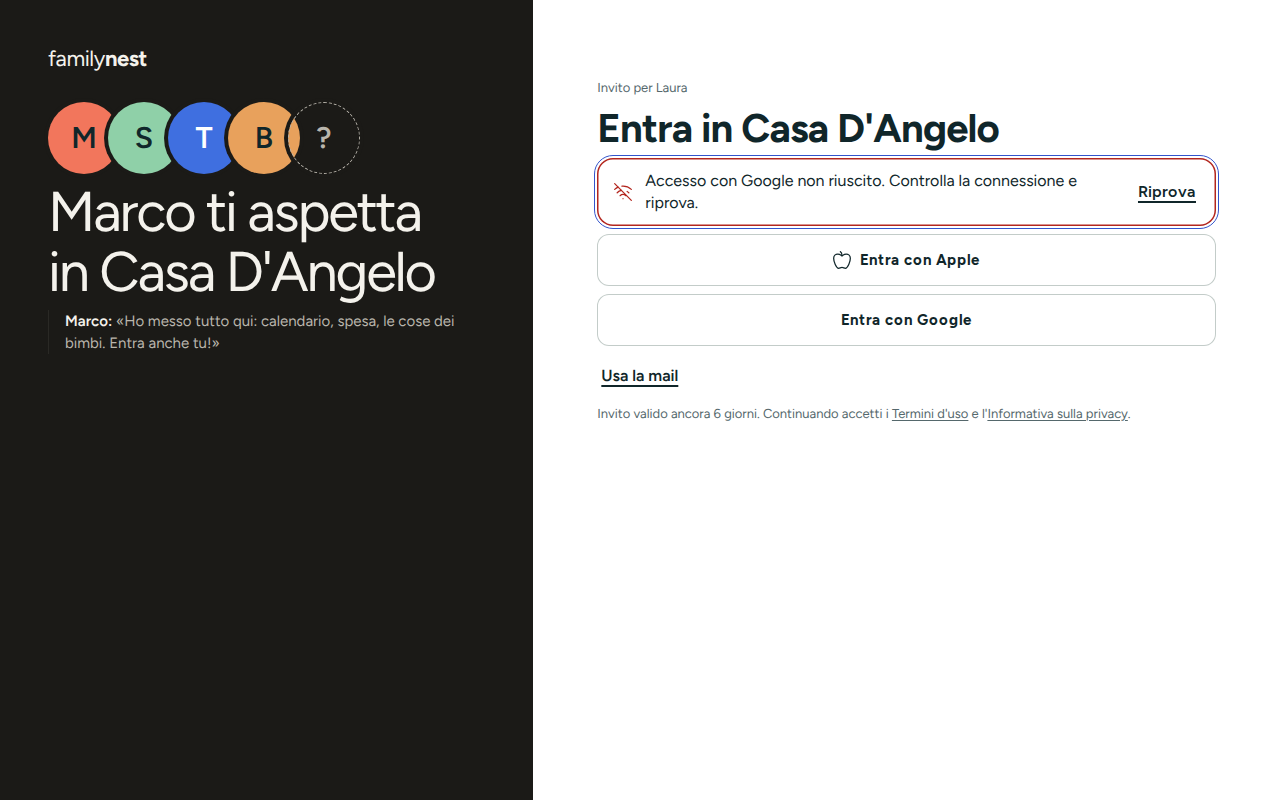 familynest
M S T B ?
Marco ti aspetta
in Casa D'Angelo
Marco: «Ho messo tutto qui: calendario, spesa, le cose dei
bimbi. Entra anche tu!»
Invito per Laura
Entra in Casa D'Angelo
Accesso con Google non riuscito. Controlla la connessione e
riprova.
Riprova
Entra con Apple
Entra con Google
Usa la mail
Invito valido ancora 6 giorni. Continuando accetti i Termini d'uso e l'Informativa sulla privacy.